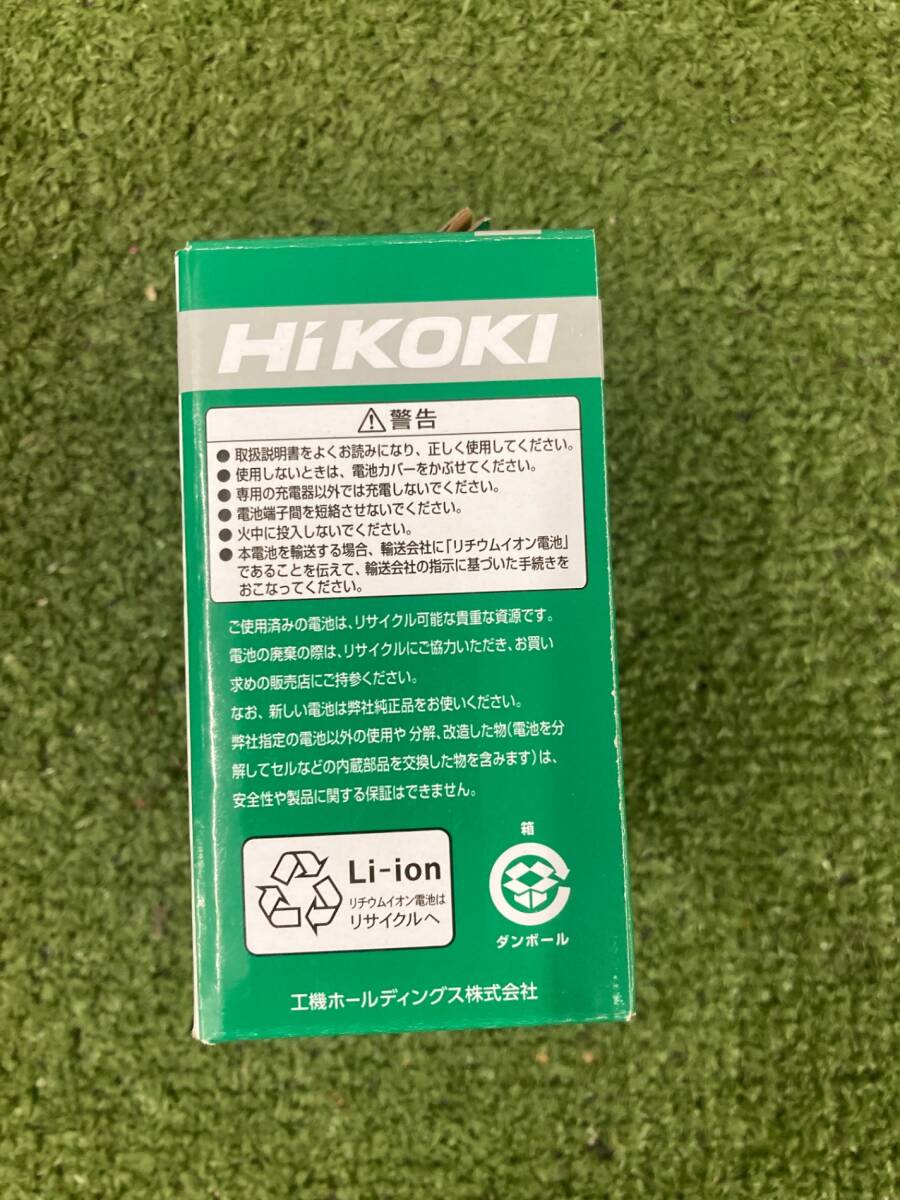 HiKOKI
⚠警告
●取扱説明書をよくお読みになり、正しく使用してください。
●使用しないときは、電池カバーをかぶせてください。
●専用の充電器以外では充電しないでください。
●電池端子間を短絡させないでください。
●火中に投入しないでください。
●本電池を輸送する場合、輸送会社に「リチウムイオン電池」
であることを伝えて、輸送会社の指示に基づいた手続きを
おこなってください。
ご使用済みの電池は、リサイクル可能な貴重な資源です。
電池の廃棄の際は、リサイクルにご協力いただき、お買い
求めの販売店にご持参ください。
なお、新しい電池は弊社純正品をお使いください。
弊社指定の電池以外の使用や分解、改造した物(電池を分
解してセルなどの内蔵部品を交換した物を含みます)は、
安全性や製品に関する保証はできません。
Li-ion
リチウムイオン電池は
リサイクルへ
箱
ダンボール
工機ホールディングス株式会社